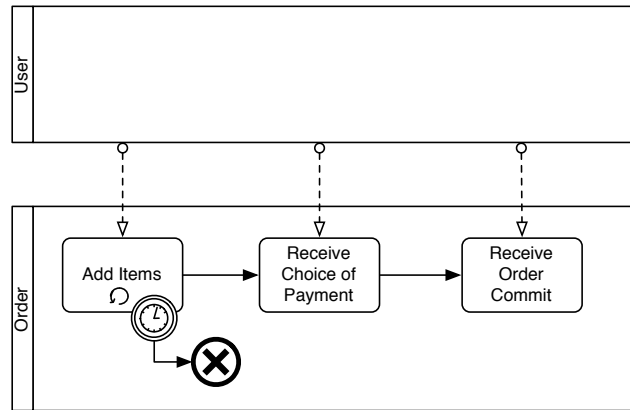 User
Order
Add Items
Receive
Choice of
Payment
Receive
Order
Commit